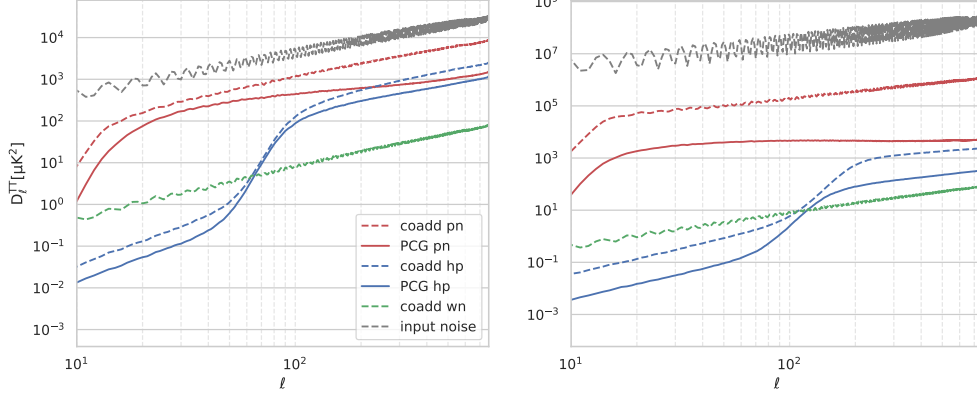 10⁴
10³
10²
10¹
10⁰
10⁻¹
10⁻²
10⁻³
D_ℓ^TT[μK²]
coadd pn
PCG pn
coadd hp
PCG hp
coadd wn
input noise
10¹
10²
ℓ
10⁹
10⁷
10⁵
10³
10¹
10⁻¹
10⁻³
10¹
10²
ℓ